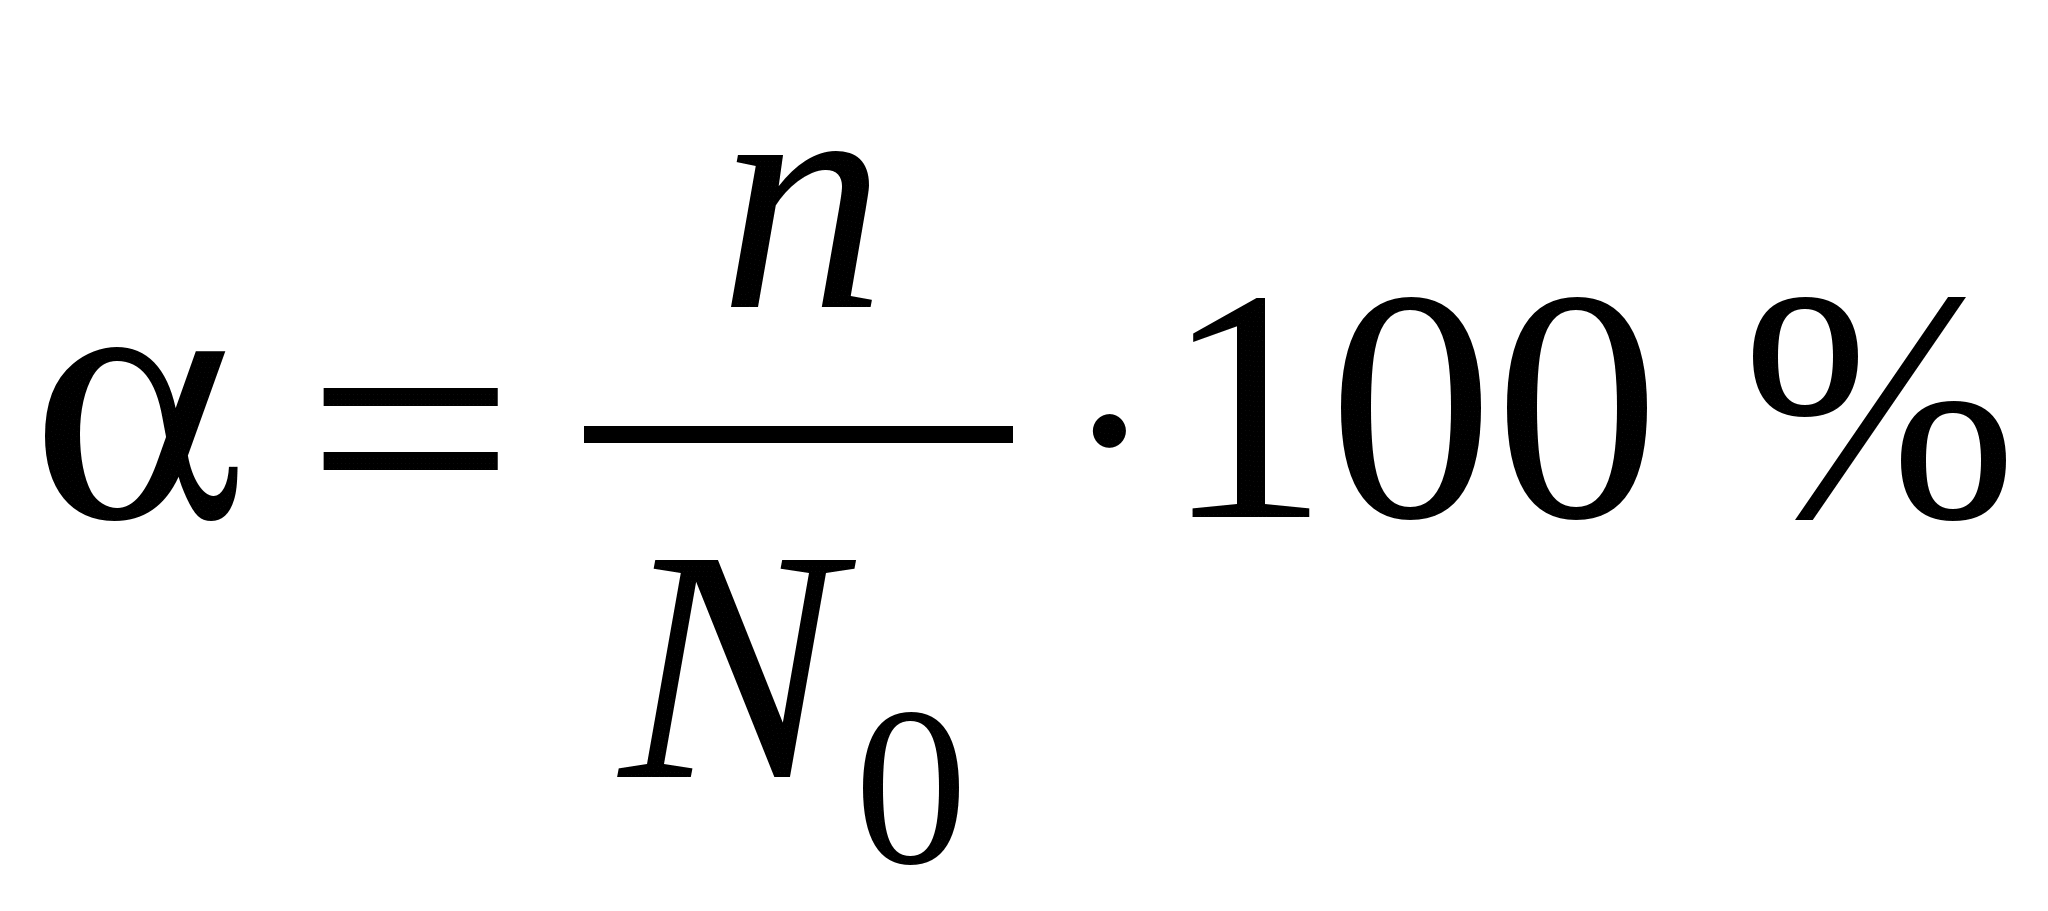 α = n / N₀ · 100 %